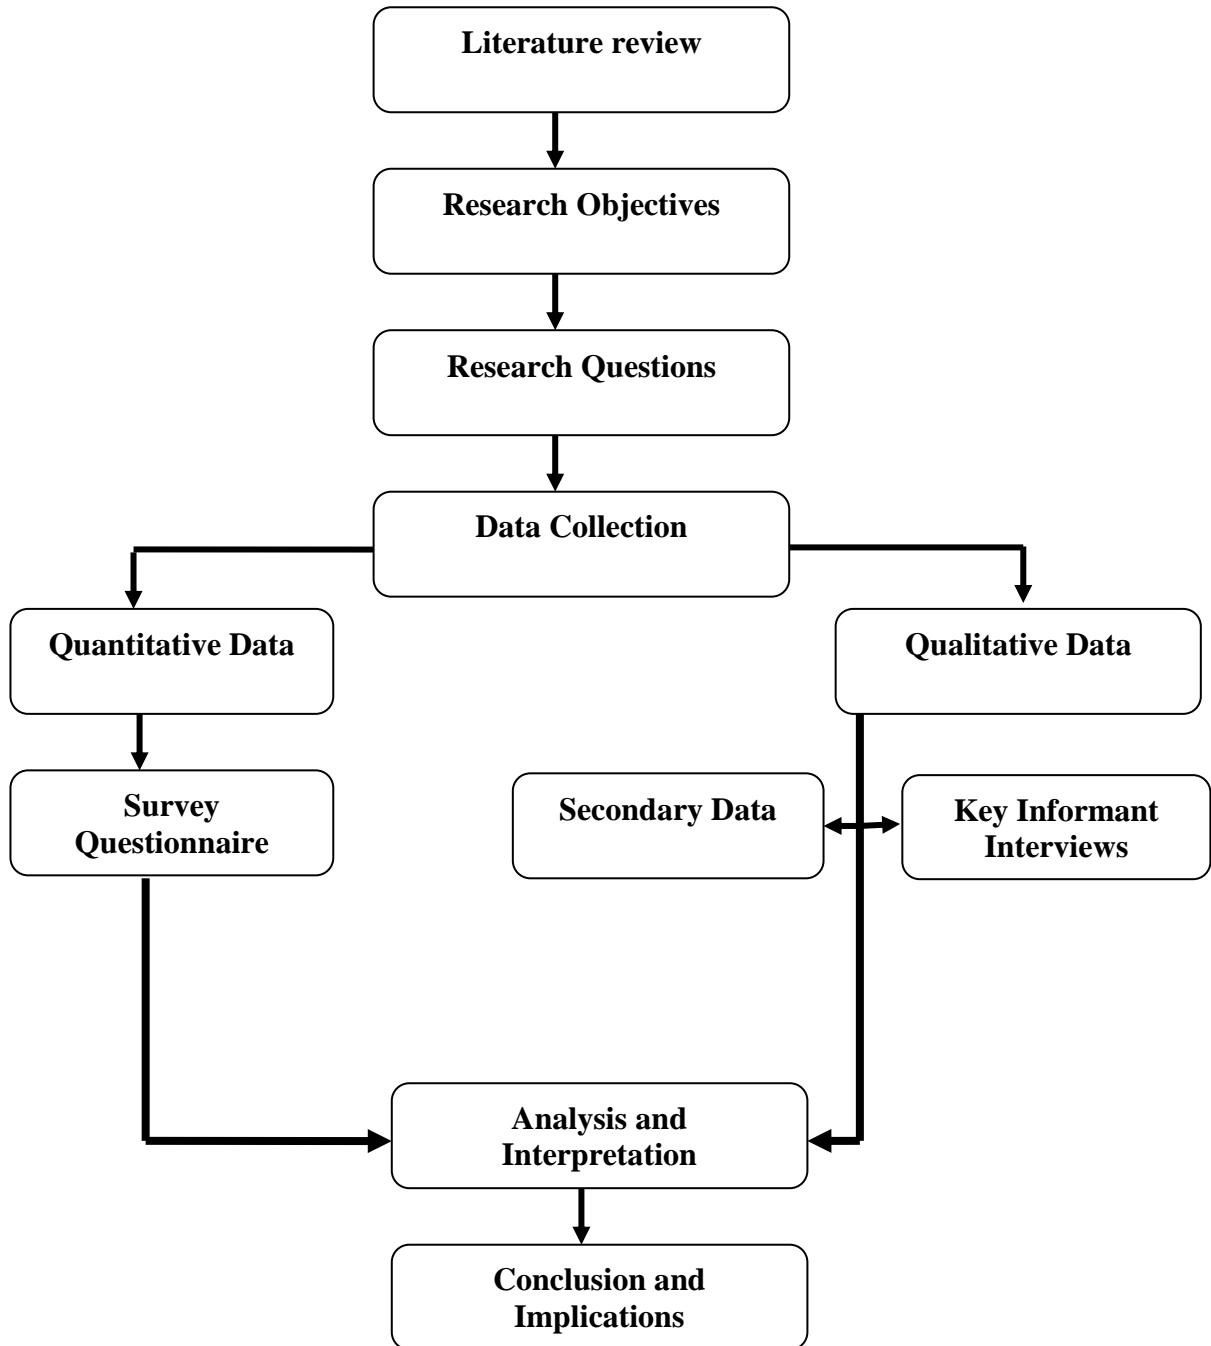 Literature review
Research Objectives
Research Questions
Data Collection
Quantitative Data
Qualitative Data
Survey
Questionnaire
Secondary Data
Key Informant
Interviews
Analysis and
Interpretation
Conclusion and
Implications